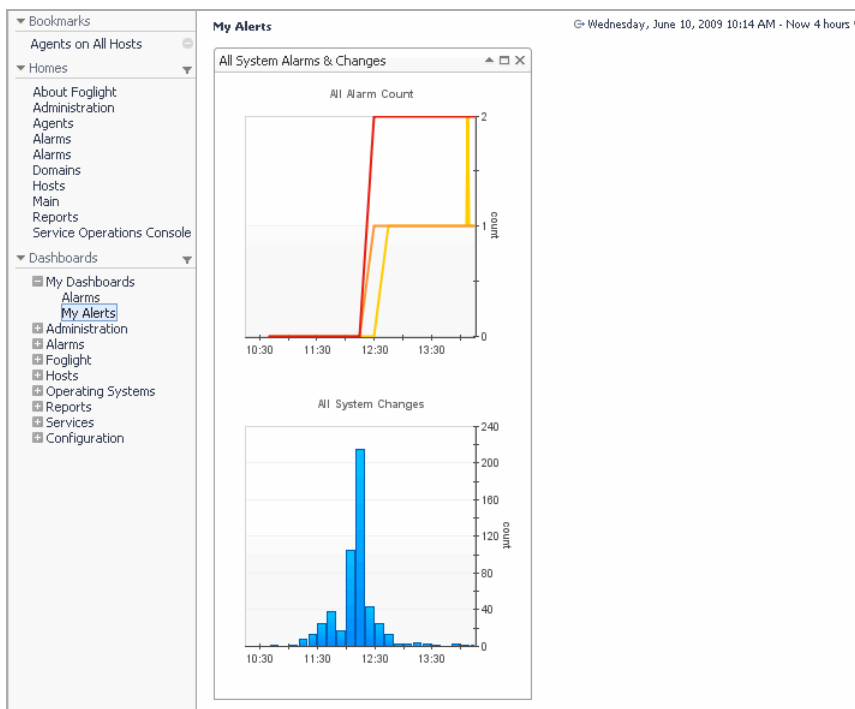 Bookmarks
Agents on All Hosts
Homes
About Foglight
Administration
Agents
Alarms
Alarms
Domains
Hosts
Main
Reports
Service Operations Console
Dashboards
My Dashboards
Alarms
My Alerts
Administration
Alarms
Foglight
Hosts
Operating Systems
Reports
Services
Configuration
My Alerts
Wednesday, June 10, 2009 10:14 AM - Now 4 hours
All System Alarms & Changes
All Alarm Count
2
1
0
count
10:30 11:30 12:30 13:30
All System Changes
240
200
160
120
80
40
0
count
10:30 11:30 12:30 13:30